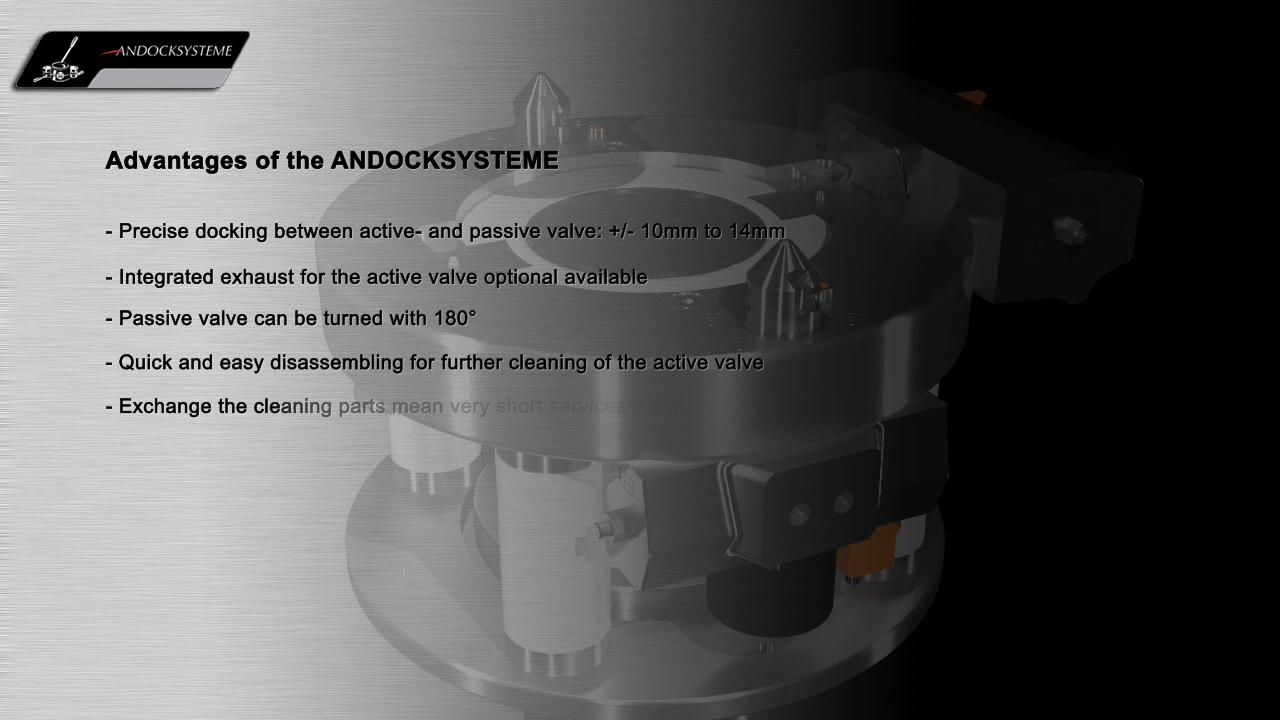 ANDOCKSYSTEME
Advantages of the ANDOCKSYSTEME
- Precise docking between active- and passive valve: +/- 10mm to 14mm
- Integrated exhaust for the active valve optional available
- Passive valve can be turned with 180°
- Quick and easy disassembling for further cleaning of the active valve
- Exchange the cleaning parts mean very short services